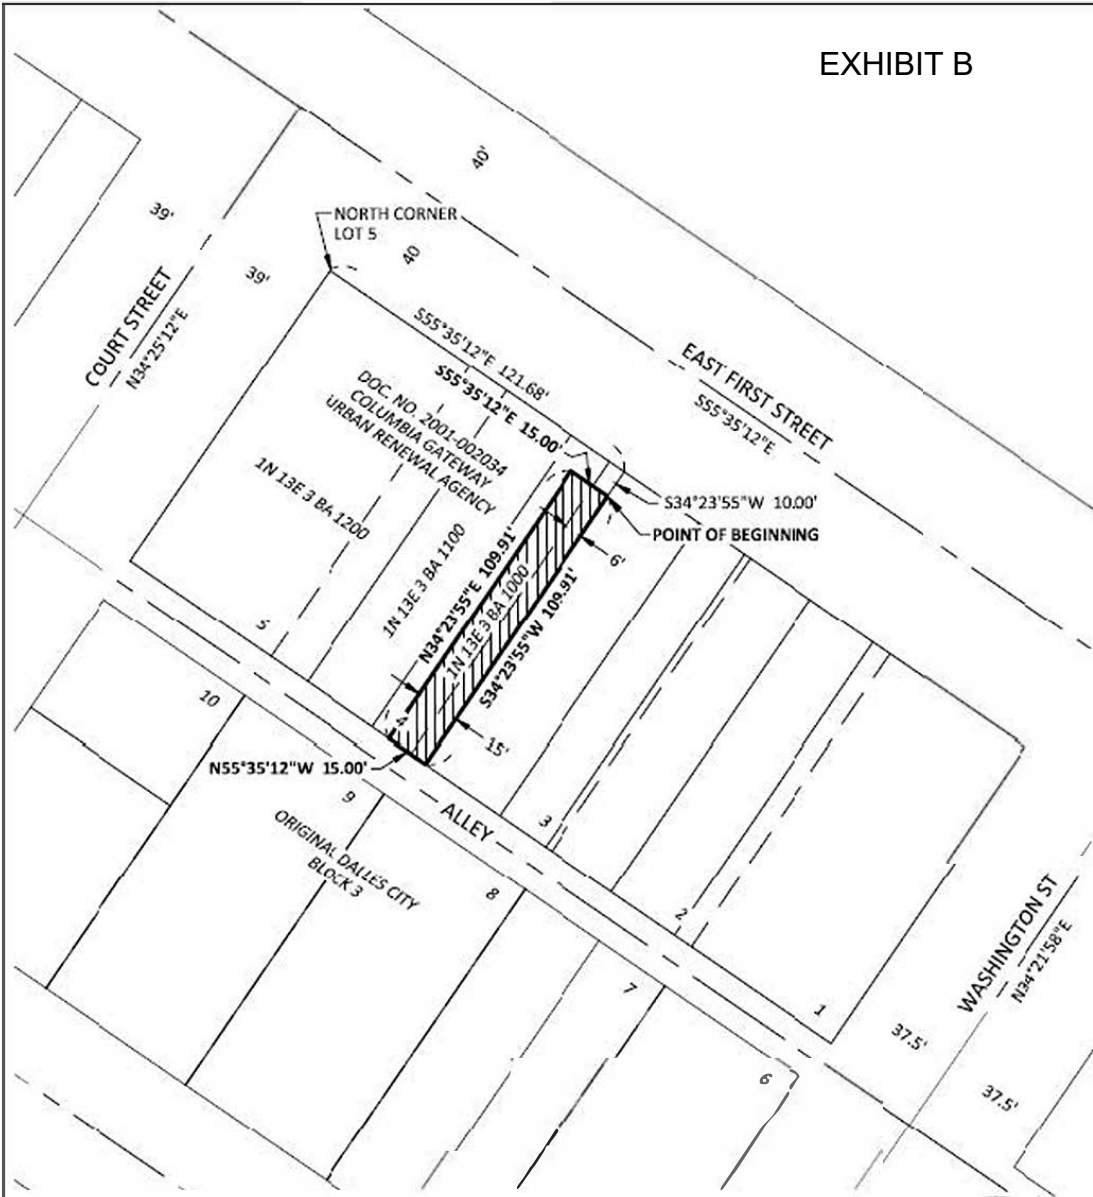 EXHIBIT B
40'
39'
NORTH CORNER
LOT 5
40
39'
COURT STREET
N34°25'12"E
S55°35'12"E 121.68'
S55°35'12"E 15.00'
EAST FIRST STREET
S55°35'12"E
DOC. NO. 2001-002034
COLUMBIA GATEWAY
URBAN RENEWAL AGENCY
1N 13E 3 BA 1200
S34°23'55"W 10.00'
POINT OF BEGINNING
6'
1N 13E 3 BA 1100
N34°23'55"E 109.91'
1N 13E 3 BA 1000
S34°23'55"W 109.91'
5
10
4
15'
N55°35'12"W 15.00'
9
ALLEY
3
ORIGINAL DALLES CITY
BLOCK 3
8
2
7
1
WASHINGTON ST
N34°21'58"E
37.5'
6
37.5'